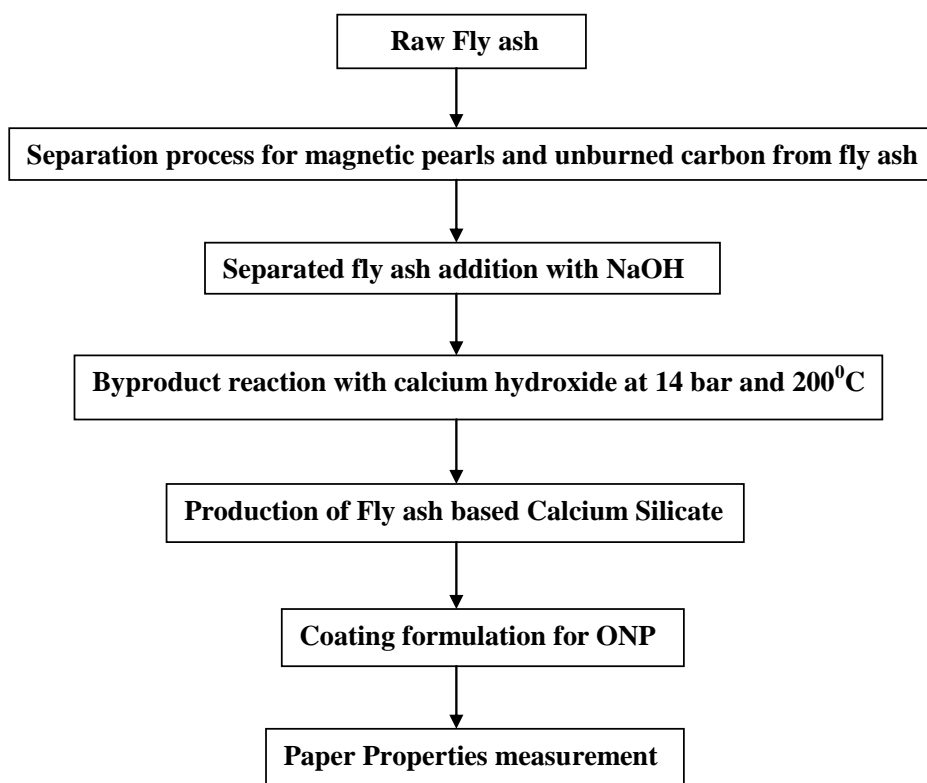 Raw Fly ash
Separation process for magnetic pearls and unburned carbon from fly ash
Separated fly ash addition with NaOH
Byproduct reaction with calcium hydroxide at 14 bar and 200⁰C
Production of Fly ash based Calcium Silicate
Coating formulation for ONP
Paper Properties measurement